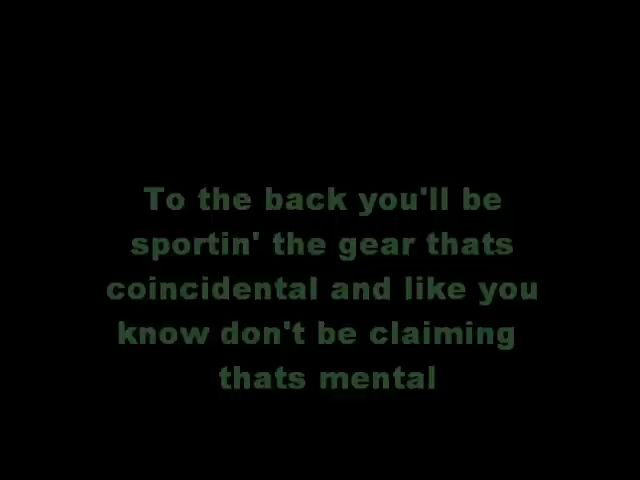 To the back you'll be
sportin' the gear thats
coincidental and like you
know don't be claiming
thats mental